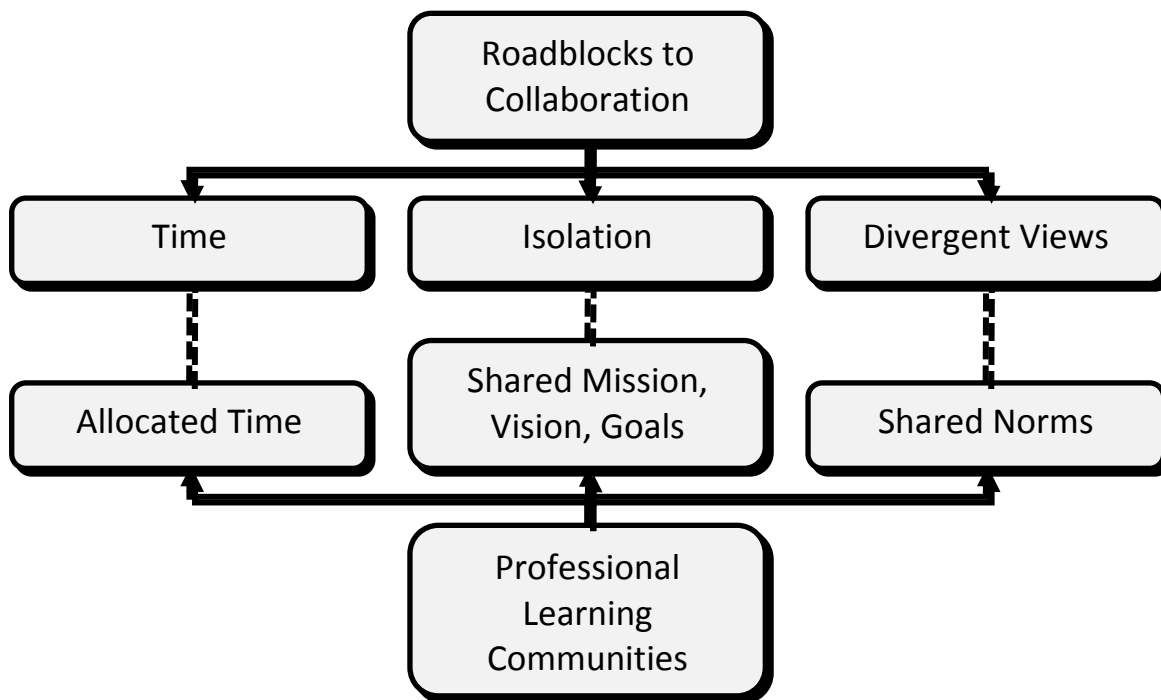 Roadblocks to
Collaboration
Time
Isolation
Divergent Views
Allocated Time
Shared Mission,
Vision, Goals
Shared Norms
Professional
Learning
Communities